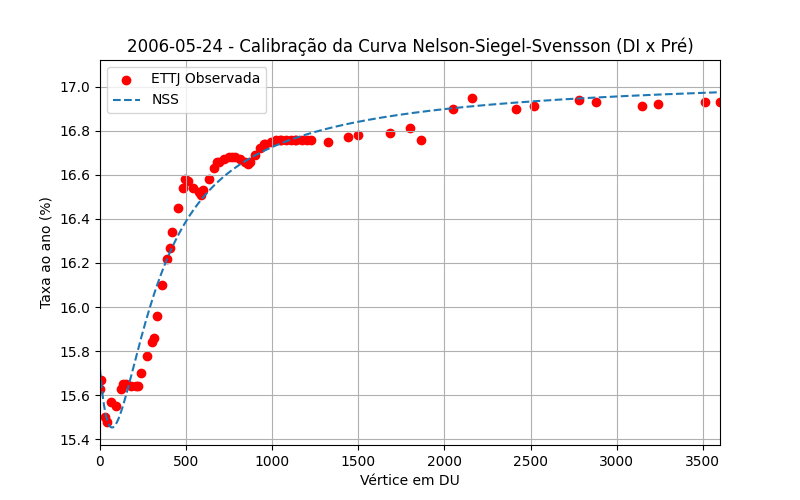 2006-05-24 - Calibração da Curva Nelson-Siegel-Svensson (DI x Pré)
ETTJ Observada
NSS
Taxa ao ano (%)
17.0
16.8
16.6
16.4
16.2
16.0
15.8
15.6
15.4
0 500 1000 1500 2000 2500 3000 3500
Vértice em DU